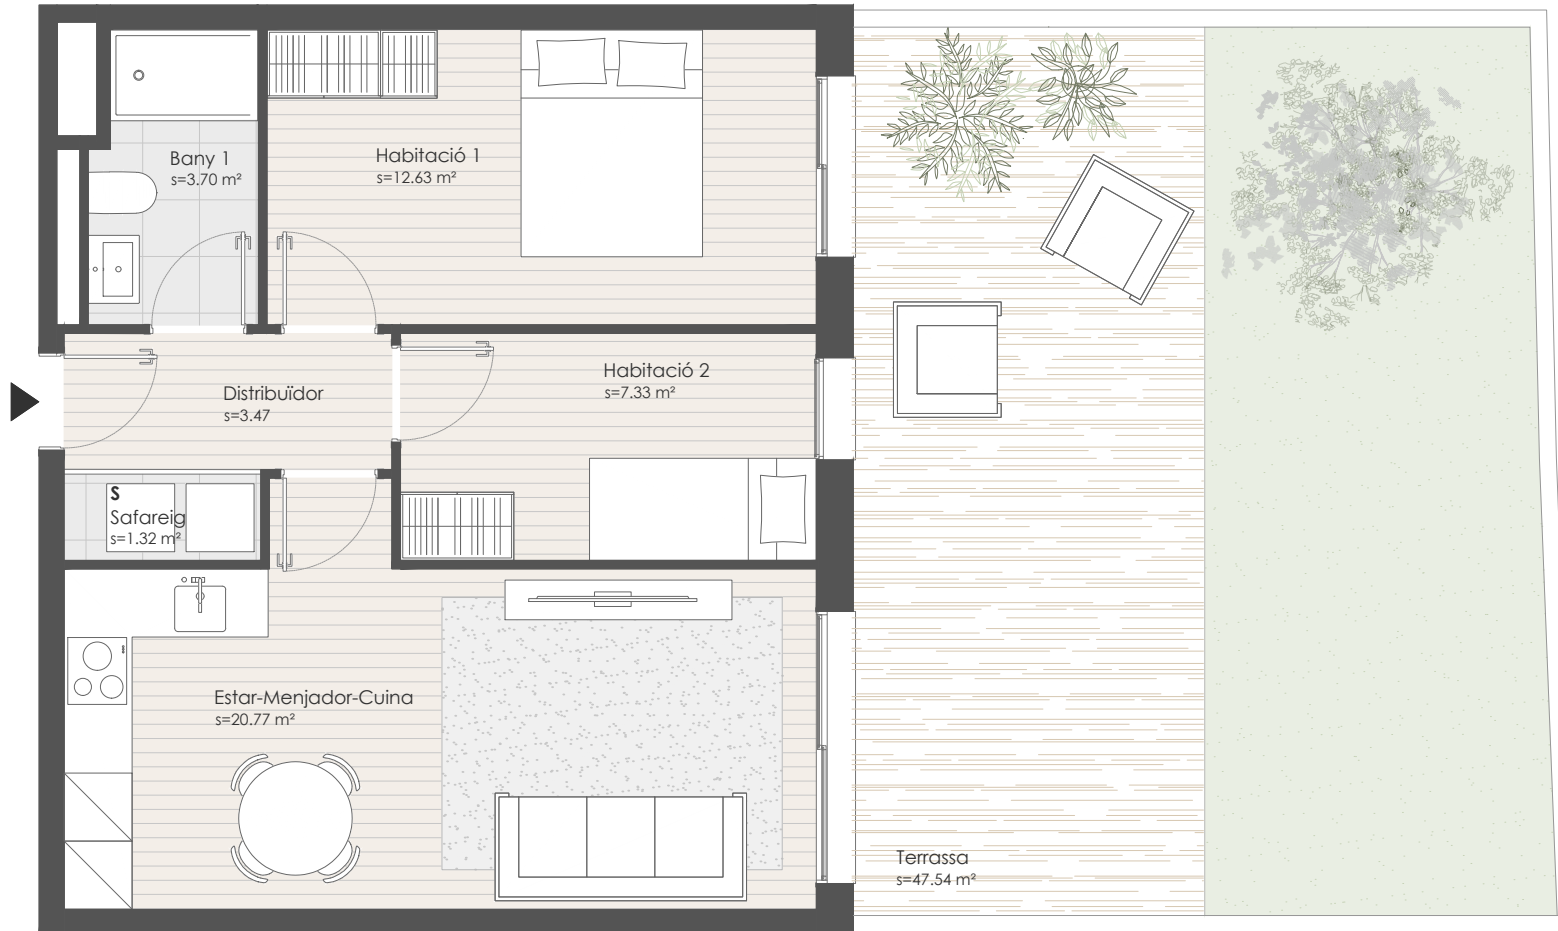 Bany 1
s=3.70 m²
Habitació 1
s=12.63 m²
Distribuïdor
s=3.47
Habitació 2
s=7.33 m²
S
Safareig
s=1.32 m²
Estar-Menjador-Cuina
s=20.77 m²
Terrassa
s=47.54 m²